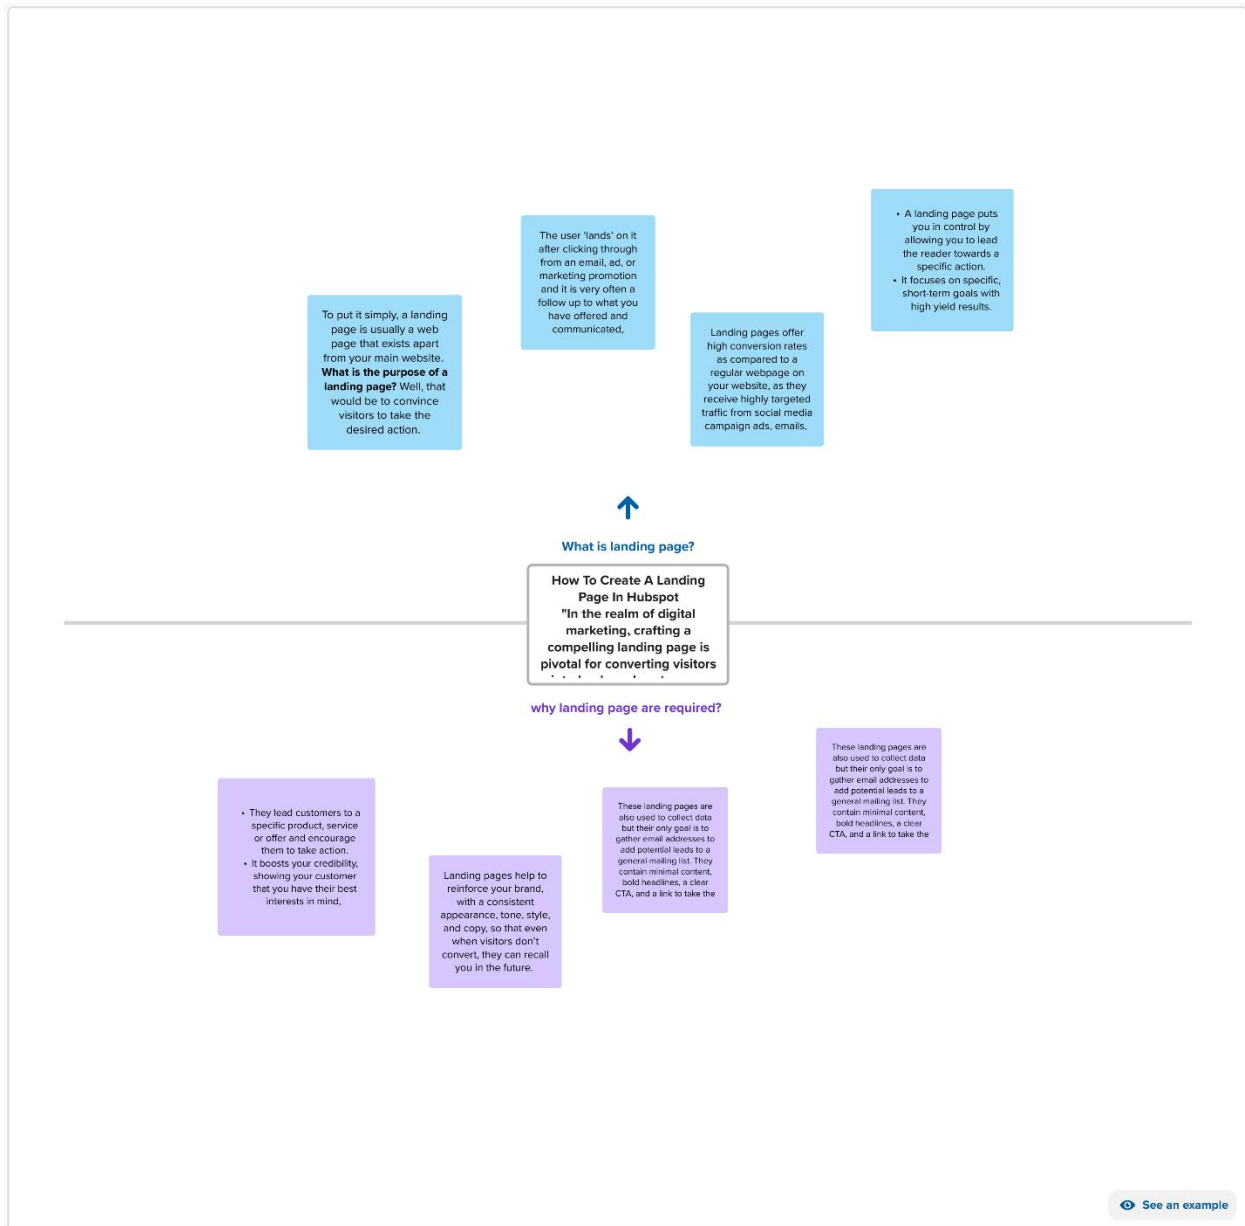 • A landing page puts
you in control by
allowing you to lead
the reader towards a
specific action.
• It focuses on specific,
short-term goals with
high yield results.
The user ‘lands’ on it
after clicking through
from an email, ad, or
marketing promotion
and it is very often a
follow up to what you
have offered and
communicated,
To put it simply, a landing
page is usually a web
page that exists apart
from your main website.
What is the purpose of a
landing page? Well, that
would be to convince
visitors to take the
desired action.
Landing pages offer
high conversion rates
as compared to a
regular webpage on
your website, as they
receive highly targeted
traffic from social media
campaign ads, emails,
What is landing page?
How To Create A Landing
Page In Hubspot
"In the realm of digital
marketing, crafting a
compelling landing page is
pivotal for converting visitors
why landing page are required?
These landing pages are
also used to collect data
but their only goal is to
gather email addresses to
add potential leads to a
general mailing list. They
contain minimal content,
bold headlines, a clear
CTA, and a link to take the
• They lead customers to a
specific product, service
or offer and encourage
them to take action.
• It boosts your credibility,
showing your customer
that you have their best
interests in mind,
These landing pages are
also used to collect data
but their only goal is to
gather email addresses to
add potential leads to a
general mailing list. They
contain minimal content,
bold headlines, a clear
CTA, and a link to take the
Landing pages help to
reinforce your brand,
with a consistent
appearance, tone, style,
and copy, so that even
when visitors don’t
convert, they can recall
you in the future.
See an example